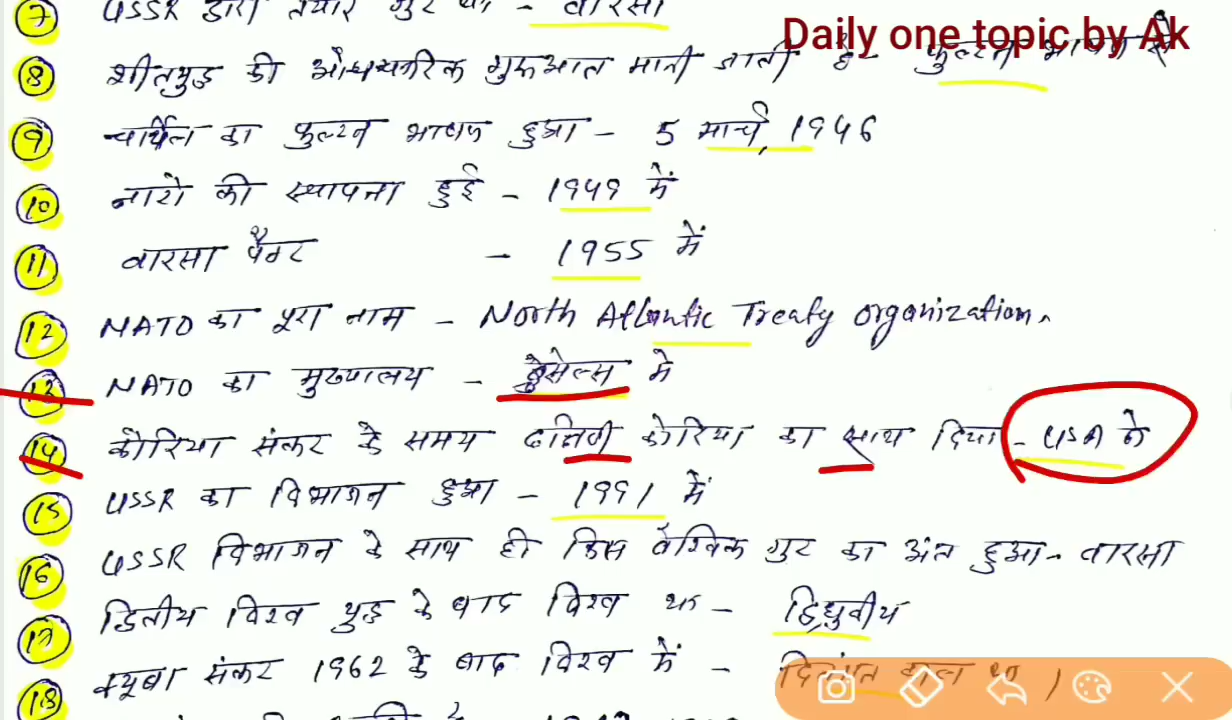 7 USSR द्वारा तैयार गुट था - वारसा
Daily one topic by Ak
8 शीतयुद्ध की औपचारिक शुरुआत मानी जाती है - फुल्टन भाषण से
9 चर्चिल का फुल्टन भाषण हुआ - 5 मार्च, 1946
10 नाटो की स्थापना हुई - 1949 में
11 वारसा पैक्ट - 1955 में
12 NATO का पूरा नाम - North Atlantic Treaty Organization.
13 NATO का मुख्यालय - ब्रुसेल्स मे
14 कोरिया संकट के समय दक्षिणी कोरिया का साथ दिया - USA ने
15 USSR का विभाजन हुआ - 1991 में
16 USSR विभाजन के साथ ही किस वैश्विक गुट का अंत हुआ - वारसा
17 द्वितीय विश्व युद्ध के बाद विश्व था - द्विध्रुवीय
18 क्यूबा संकट 1962 के बाद विश्व में -